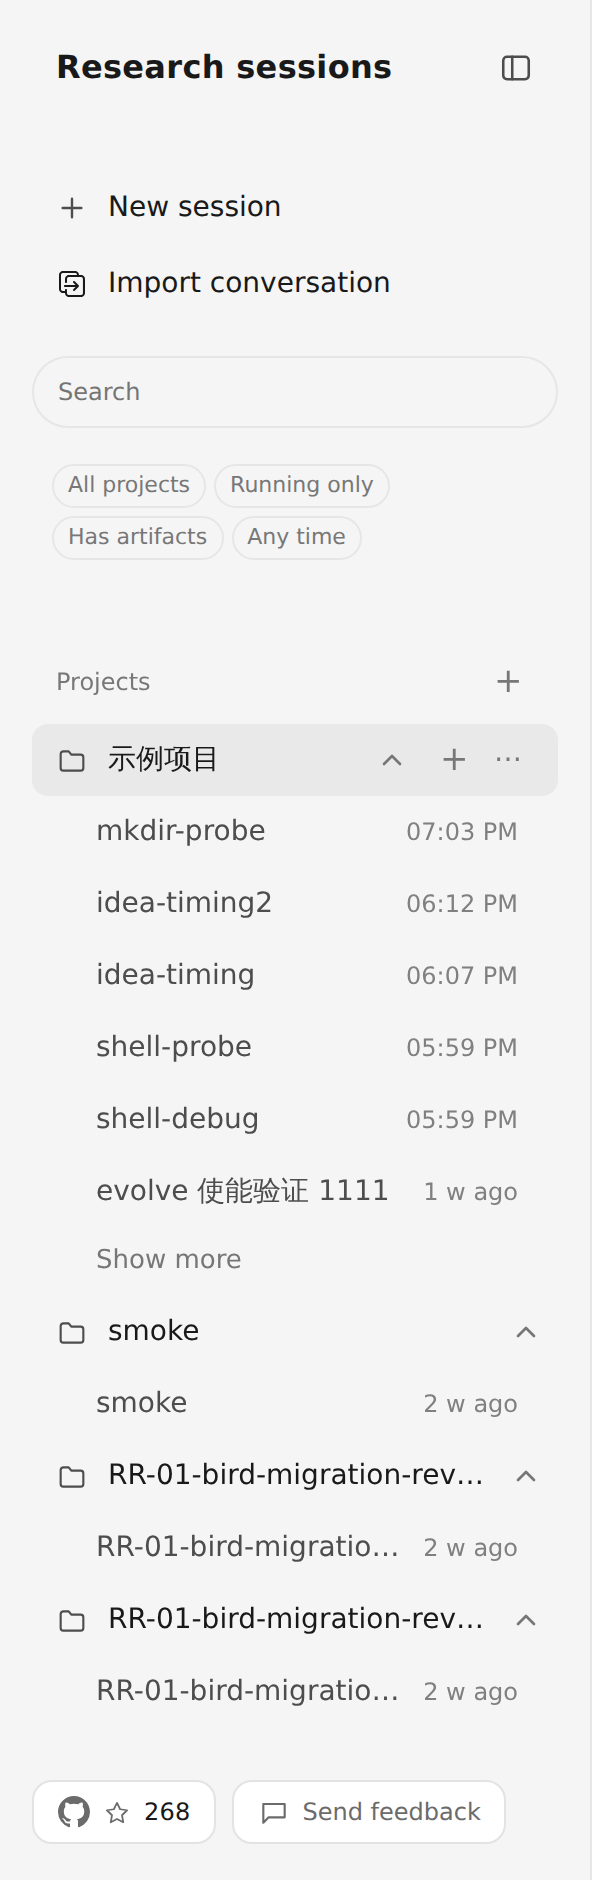 Research sessions
New session
Import conversation
Search
All projects Running only
Has artifacts Any time
Projects
示例项目
mkdir-probe 07:03 PM
idea-timing2 06:12 PM
idea-timing 06:07 PM
shell-probe 05:59 PM
shell-debug 05:59 PM
evolve 使能验证 1111 1 w ago
Show more
smoke
smoke 2 w ago
RR-01-bird-migration-rev…
RR-01-bird-migratio… 2 w ago
RR-01-bird-migration-rev…
RR-01-bird-migratio… 2 w ago
268 Send feedback